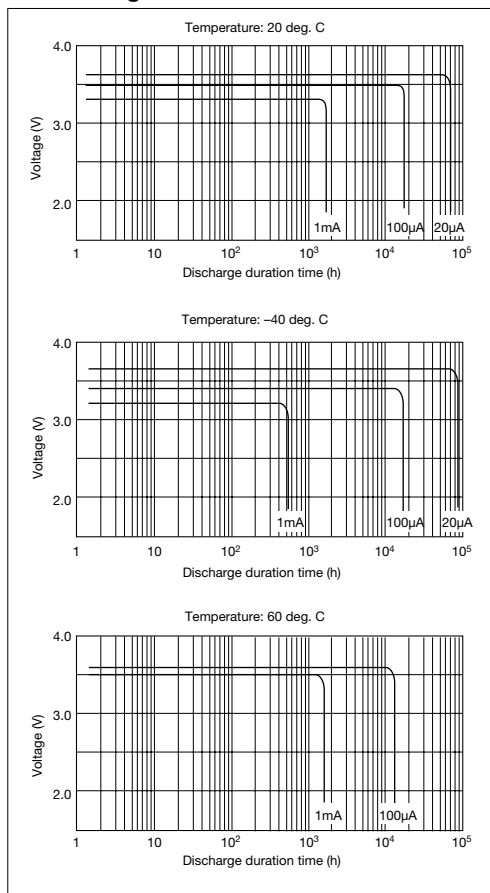 Temperature: 20 deg. C
4.0
3.0
2.0
Voltage (V)
1mA 100µA 20µA
1 10 10² 10³ 10⁴ 10⁵
Discharge duration time (h)
Temperature: –40 deg. C
4.0
3.0
2.0
Voltage (V)
1mA 100µA 20µA
1 10 10² 10³ 10⁴ 10⁵
Discharge duration time (h)
Temperature: 60 deg. C
4.0
3.0
2.0
Voltage (V)
1mA 100µA
1 10 10² 10³ 10⁴ 10⁵
Discharge duration time (h)